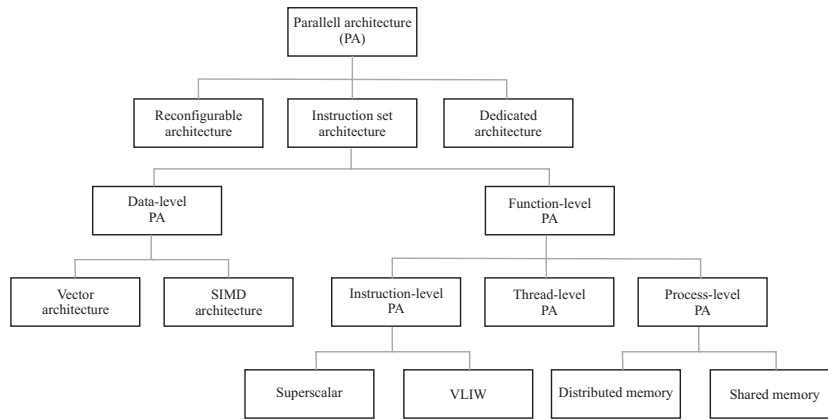 Parallell architecture
(PA)
Reconfigurable
architecture
Instruction set
architecture
Dedicated
architecture
Data-level
PA
Function-level
PA
Vector
architecture
SIMD
architecture
Instruction-level
PA
Thread-level
PA
Process-level
PA
Superscalar
VLIW
Distributed memory
Shared memory